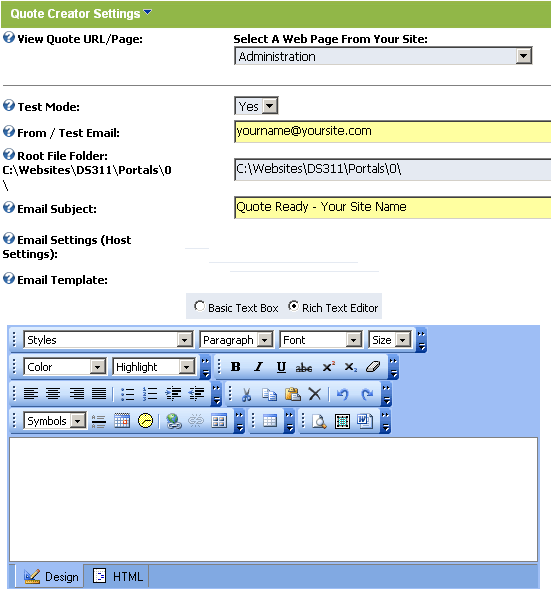 Quote Creator Settings
View Quote URL/Page:
Select A Web Page From Your Site:
Administration
Test Mode:
Yes
From / Test Email:
yourname@yoursite.com
Root File Folder:
C:\Websites\DS311\Portals\0
\
C:\Websites\DS311\Portals\0\
Email Subject:
Quote Ready - Your Site Name
Email Settings (Host
Settings):
Email Template:
Basic Text Box Rich Text Editor
Styles Paragraph Font Size
Color Highlight B I U abc x² x₂
Symbols
Design HTML